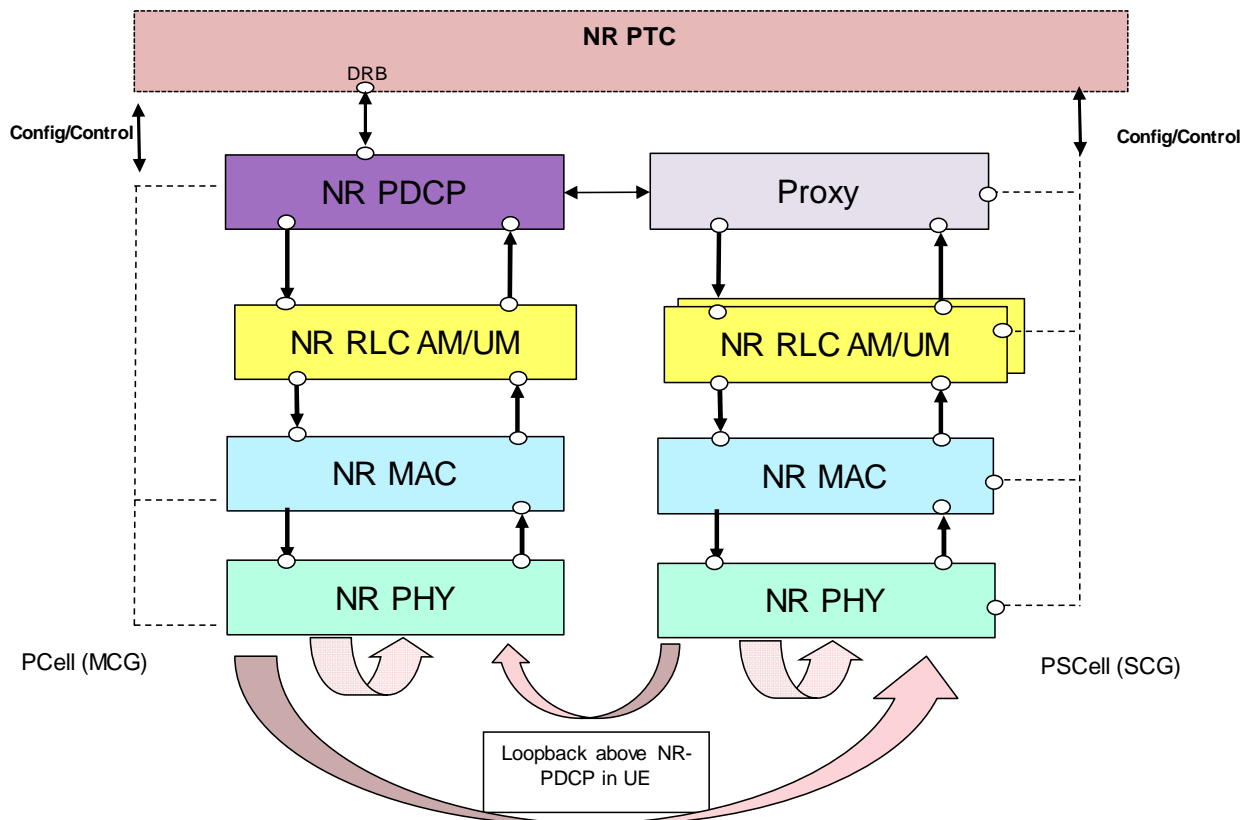 NR PTC
DRB
Config/Control
Config/Control
NR PDCP
Proxy
NR RLC AM/UM
NR RLC AM/UM
NR MAC
NR MAC
NR PHY
NR PHY
PCell (MCG)
PSCell (SCG)
Loopback above NR-
PDCP in UE